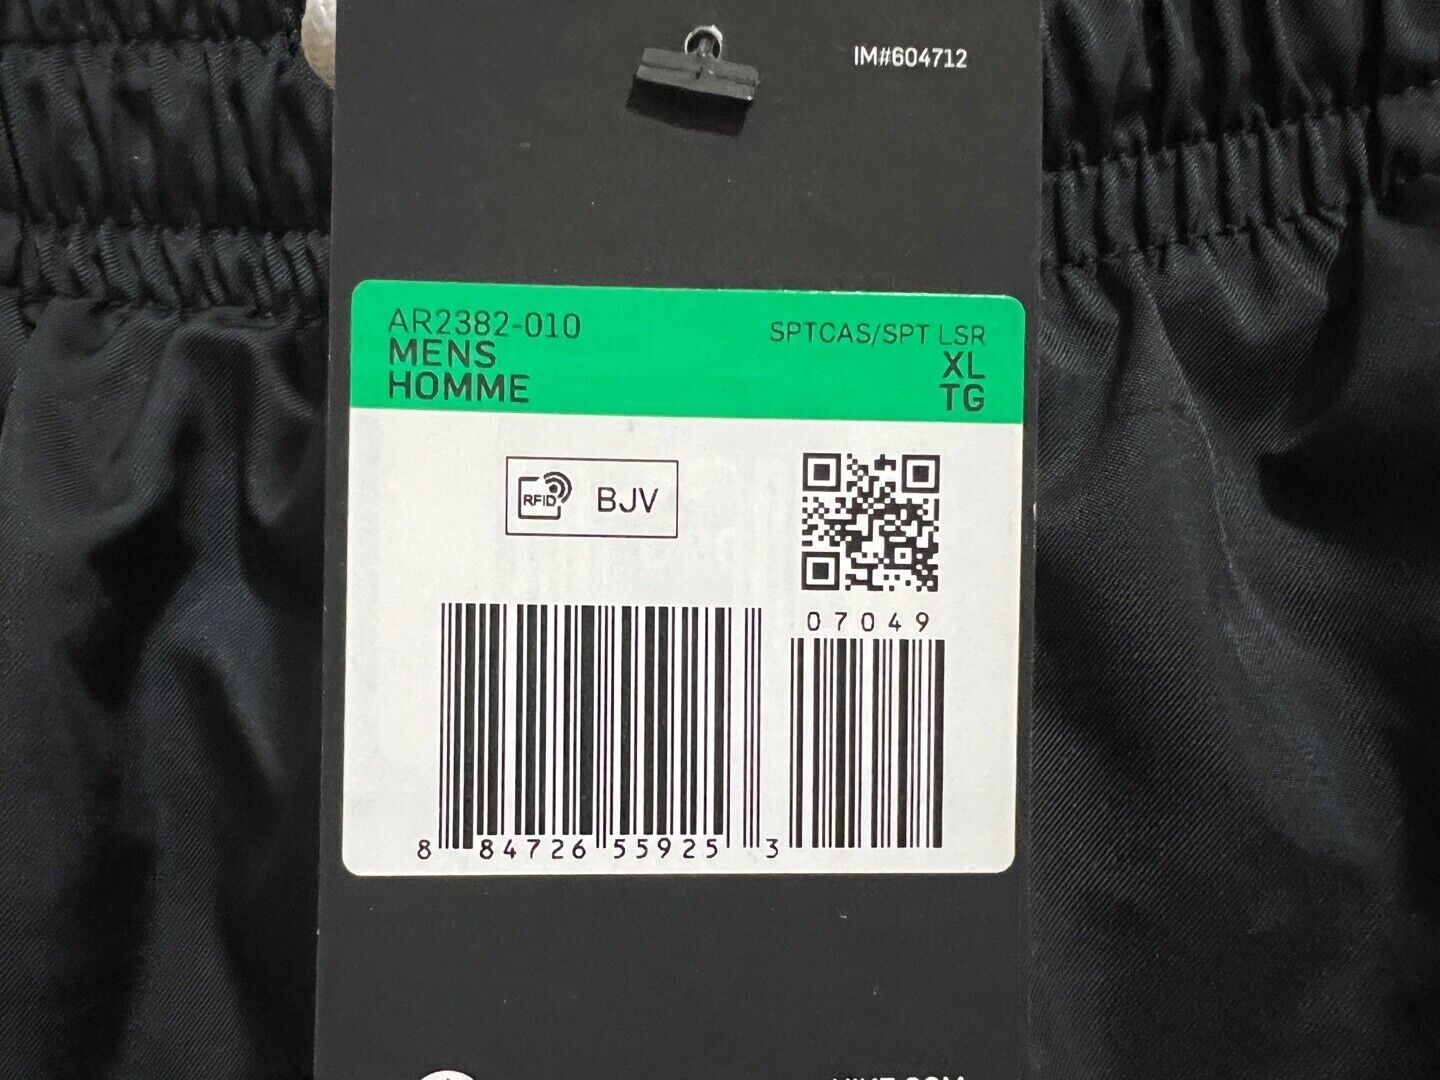 IM#604712
AR2382-010
SPTCAS/SPT LSR
MENS
XL
HOMME
TG
RFID
BJV
07049
8 84726 55925 3